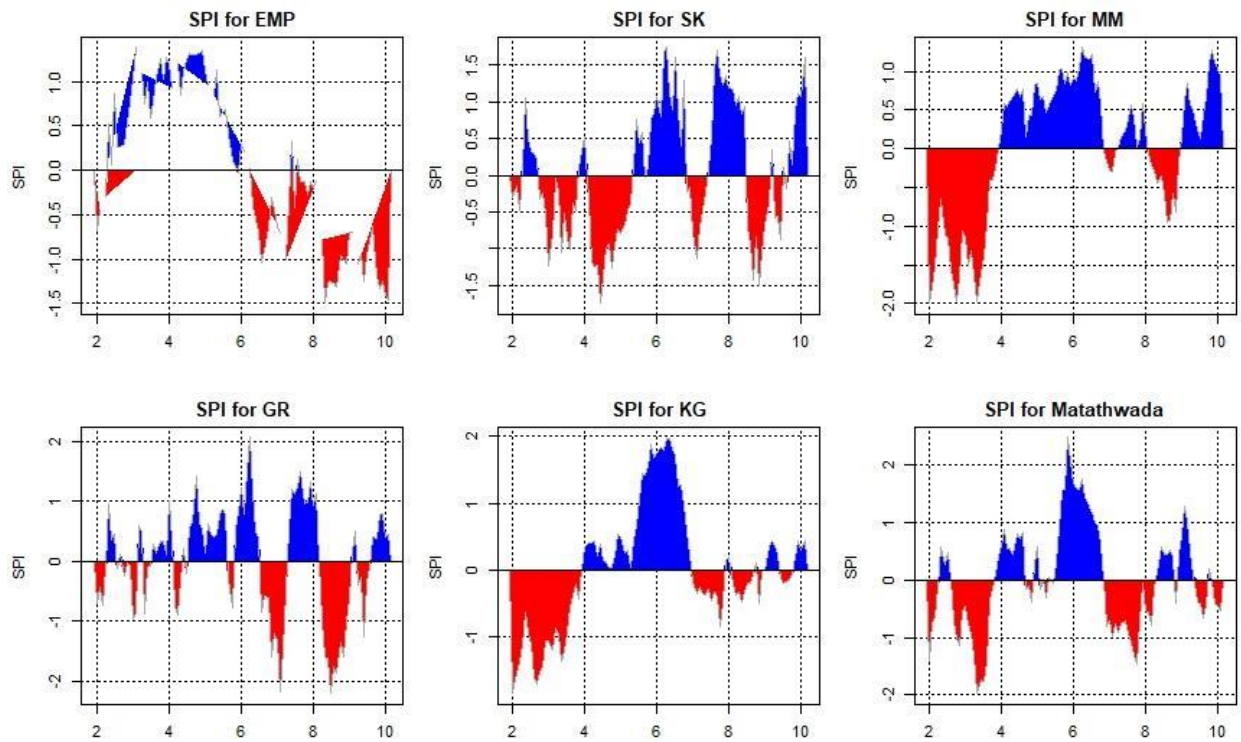 SPI for EMP
SPI
1.0
0.5
0.0
-0.5
-1.0
-1.5
2 4 6 8 10
SPI for SK
SPI
1.5
1.0
0.5
0.0
-0.5
-1.5
2 4 6 8 10
SPI for MM
SPI
1.0
0.5
0.0
-1.0
-2.0
2 4 6 8 10
SPI for GR
SPI
2
1
0
-1
-2
2 4 6 8 10
SPI for KG
SPI
2
1
0
-1
2 4 6 8 10
SPI for Matathwada
SPI
2
1
0
-1
-2
2 4 6 8 10